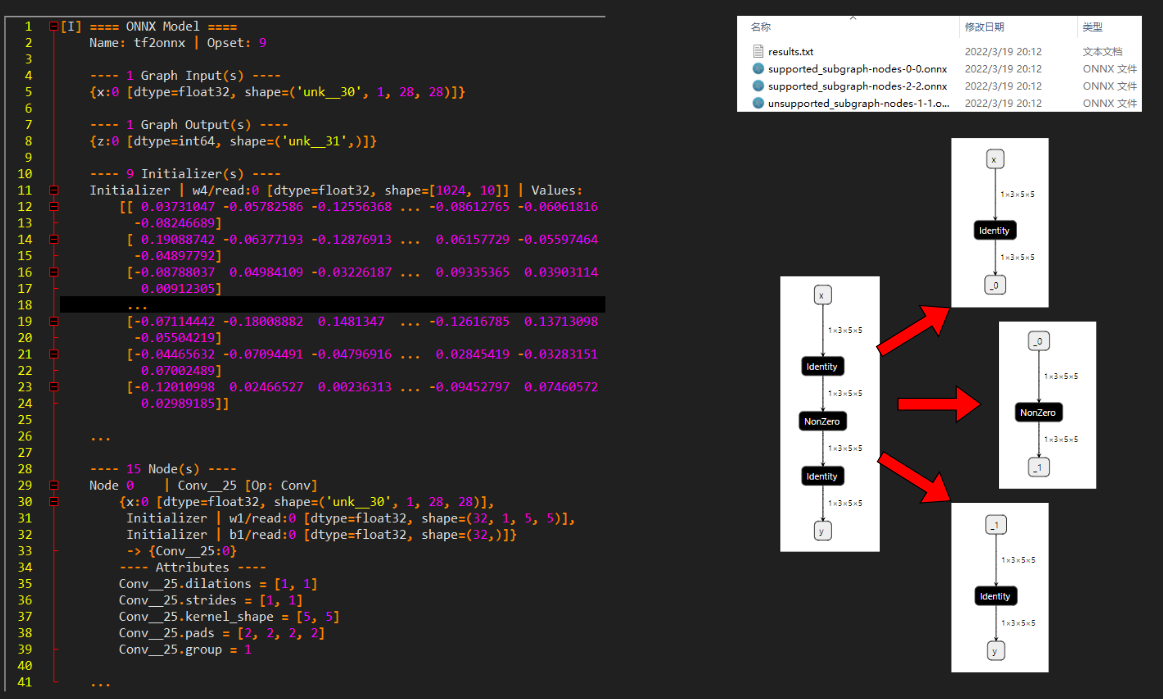 1 [I] ==== ONNX Model ====
2 Name: tf2onnx | Opset: 9
3
4 ---- 1 Graph Input(s) ----
5 {x:0 [dtype=float32, shape=('unk__30', 1, 28, 28)]}
6
7 ---- 1 Graph Output(s) ----
8 {z:0 [dtype=int64, shape=('unk__31',)]}
9
10 ---- 9 Initializer(s) ----
11 Initializer | w4/read:0 [dtype=float32, shape=[1024, 10]] | Values:
12 [[ 0.03731047 -0.05782586 -0.12556368 ... -0.08612765 -0.06061816
13 -0.08246689]
14 [ 0.19088742 -0.06377193 -0.12876913 ... 0.06157729 -0.05597464
15 -0.04897792]
16 [-0.08788037 0.04984109 -0.03226187 ... 0.09335365 0.03903114
17 0.00912305]
18 ...
19 [-0.07114442 -0.18008882 0.1481347 ... -0.12616785 0.13713098
20 -0.05504219]
21 [-0.04465632 -0.07094491 -0.04796916 ... 0.02845419 -0.03283151
22 0.07002489]
23 [-0.12010998 0.02466527 0.00236313 ... -0.09452797 0.07460572
24 0.02989185]]
25
26 ...
27
28 ---- 15 Node(s) ----
29 Node 0 | Conv__25 [Op: Conv]
30 {x:0 [dtype=float32, shape=('unk__30', 1, 28, 28)],
31 Initializer | w1/read:0 [dtype=float32, shape=(32, 1, 5, 5)],
32 Initializer | b1/read:0 [dtype=float32, shape=(32,)]}
33 -> {Conv__25:0}
34 ---- Attributes ----
35 Conv__25.dilations = [1, 1]
36 Conv__25.strides = [1, 1]
37 Conv__25.kernel_shape = [5, 5]
38 Conv__25.pads = [2, 2, 2, 2]
39 Conv__25.group = 1
40
41 ...
名称 修改日期 类型
results.txt 2022/3/19 20:12 文本文档
supported_subgraph-nodes-0-0.onnx 2022/3/19 20:12 ONNX 文件
supported_subgraph-nodes-2-2.onnx 2022/3/19 20:12 ONNX 文件
unsupported_subgraph-nodes-1-1.o... 2022/3/19 20:12 ONNX 文件
x
1×3×5×5
Identity
1×3×5×5
NonZero
1×3×5×5
Identity
1×3×5×5
y
x
1×3×5×5
Identity
1×3×5×5
_0
_0
1×3×5×5
NonZero
1×3×5×5
_1
_1
1×3×5×5
Identity
1×3×5×5
y